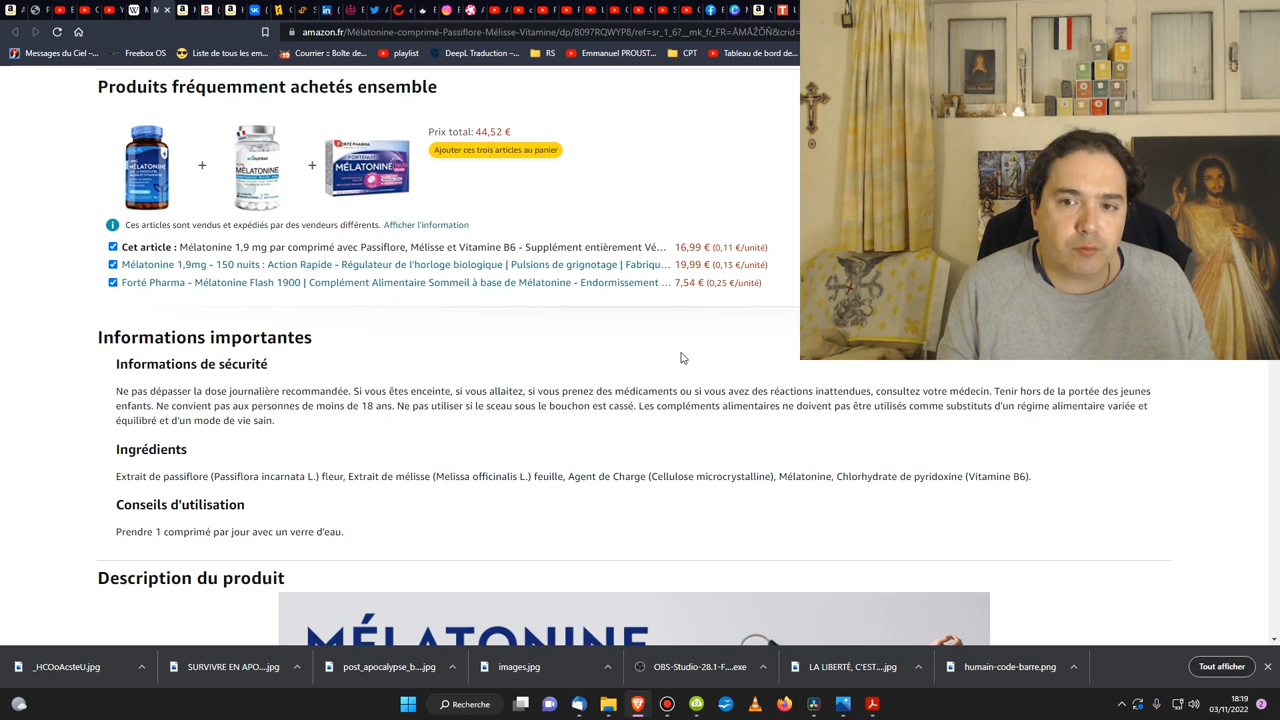 amazon.fr/Mélatonine-comprimé-Passiflore-Mélisse-Vitamine/dp/B097RQWYP8/ref=sr_1_6?__mk_fr_FR=ÅMÅŽÕÑ&crid=
Messages du Ciel -...
Freebox OS
Liste de tous les em...
Courrier :: Boîte de...
playlist
DeepL Traduction –...
RS
Emmanuel PROUST...
CPT
Tableau de bord de...
Produits fréquemment achetés ensemble
MÉLATONINE
MÉLATONINE
FORTÉ PHARMA
MÉLATONINE
Prix total: 44,52 €
Ajouter ces trois articles au panier
Ces articles sont vendus et expédiés par des vendeurs différents. Afficher l'information
Cet article : Mélatonine 1,9 mg par comprimé avec Passiflore, Mélisse et Vitamine B6 - Supplément entièrement Vé... 16,99 € (0,11 €/unité)
Mélatonine 1,9mg - 150 nuits : Action Rapide - Régulateur de l'horloge biologique | Pulsions de grignotage | Fabriqu... 19,99 € (0,13 €/unité)
Forté Pharma - Mélatonine Flash 1900 | Complément Alimentaire Sommeil à base de Mélatonine - Endormissement ... 7,54 € (0,25 €/unité)
Informations importantes
Informations de sécurité
Ne pas dépasser la dose journalière recommandée. Si vous êtes enceinte, si vous allaitez, si vous prenez des médicaments ou si vous avez des réactions inattendues, consultez votre médecin. Tenir hors de la portée des jeunes
enfants. Ne convient pas aux personnes de moins de 18 ans. Ne pas utiliser si le sceau sous le bouchon est cassé. Les compléments alimentaires ne doivent pas être utilisés comme substituts d'un régime alimentaire variée et
équilibré et d'un mode de vie sain.
Ingrédients
Extrait de passiflore (Passiflora incarnata L.) fleur, Extrait de mélisse (Melissa officinalis L.) feuille, Agent de Charge (Cellulose microcrystalline), Mélatonine, Chlorhydrate de pyridoxine (Vitamine B6).
Conseils d'utilisation
Prendre 1 comprimé par jour avec un verre d'eau.
Description du produit
MÉLATONINE
_HCOoAcsteU.jpg
SURVIVRE EN APO....jpg
post_apocalypse_b....jpg
images.jpg
OBS-Studio-28.1-F....exe
LA LIBERTÉ, C'EST....jpg
humain-code-barre.png
Tout afficher
Recherche
18:19
03/11/2022
2